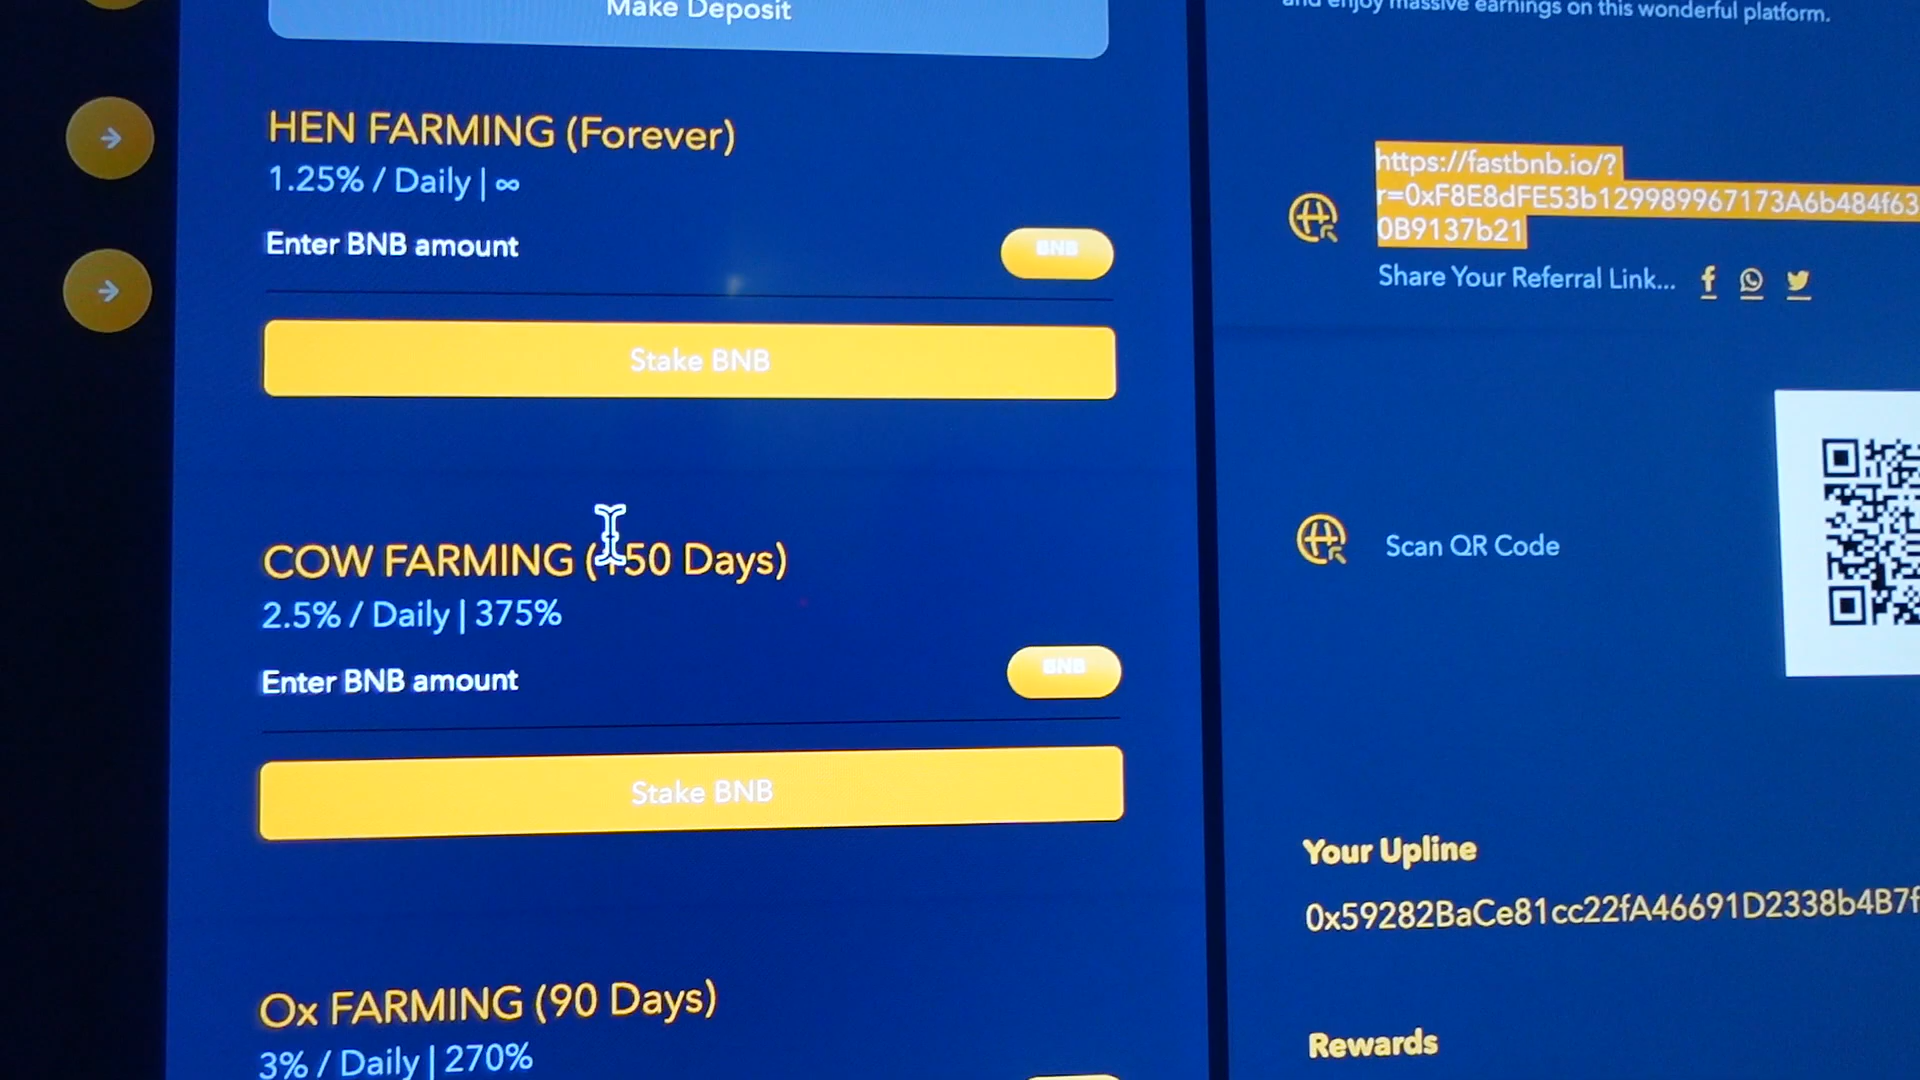 Make Deposit
HEN FARMING (Forever)
1.25% / Daily | ∞
Enter BNB amount
BNB
Stake BNB
COW FARMING (150 Days)
2.5% / Daily | 375%
Enter BNB amount
BNB
Stake BNB
Ox FARMING (90 Days)
3% / Daily | 270%
and enjoy massive earnings on this wonderful platform.
https://fastbnb.io/?
r=0xF8E8dFE53b129989967173A6b484f63
0B9137b21
Share Your Referral Link...
Scan QR Code
Your Upline
0x59282BaCe81cc22fA46691D2338b4B7f
Rewards